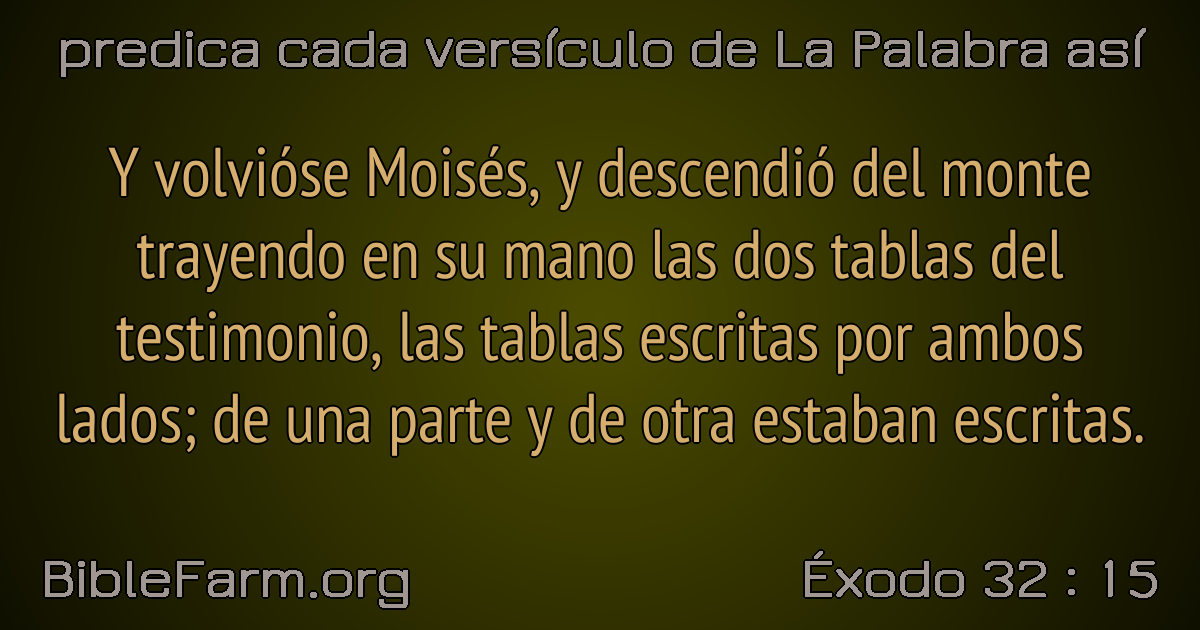 predica cada versículo de La Palabra así
Y volvióse Moisés, y descendió del monte
trayendo en su mano las dos tablas del
testimonio, las tablas escritas por ambos
lados; de una parte y de otra estaban escritas.
BibleFarm.org
Éxodo 32 : 15